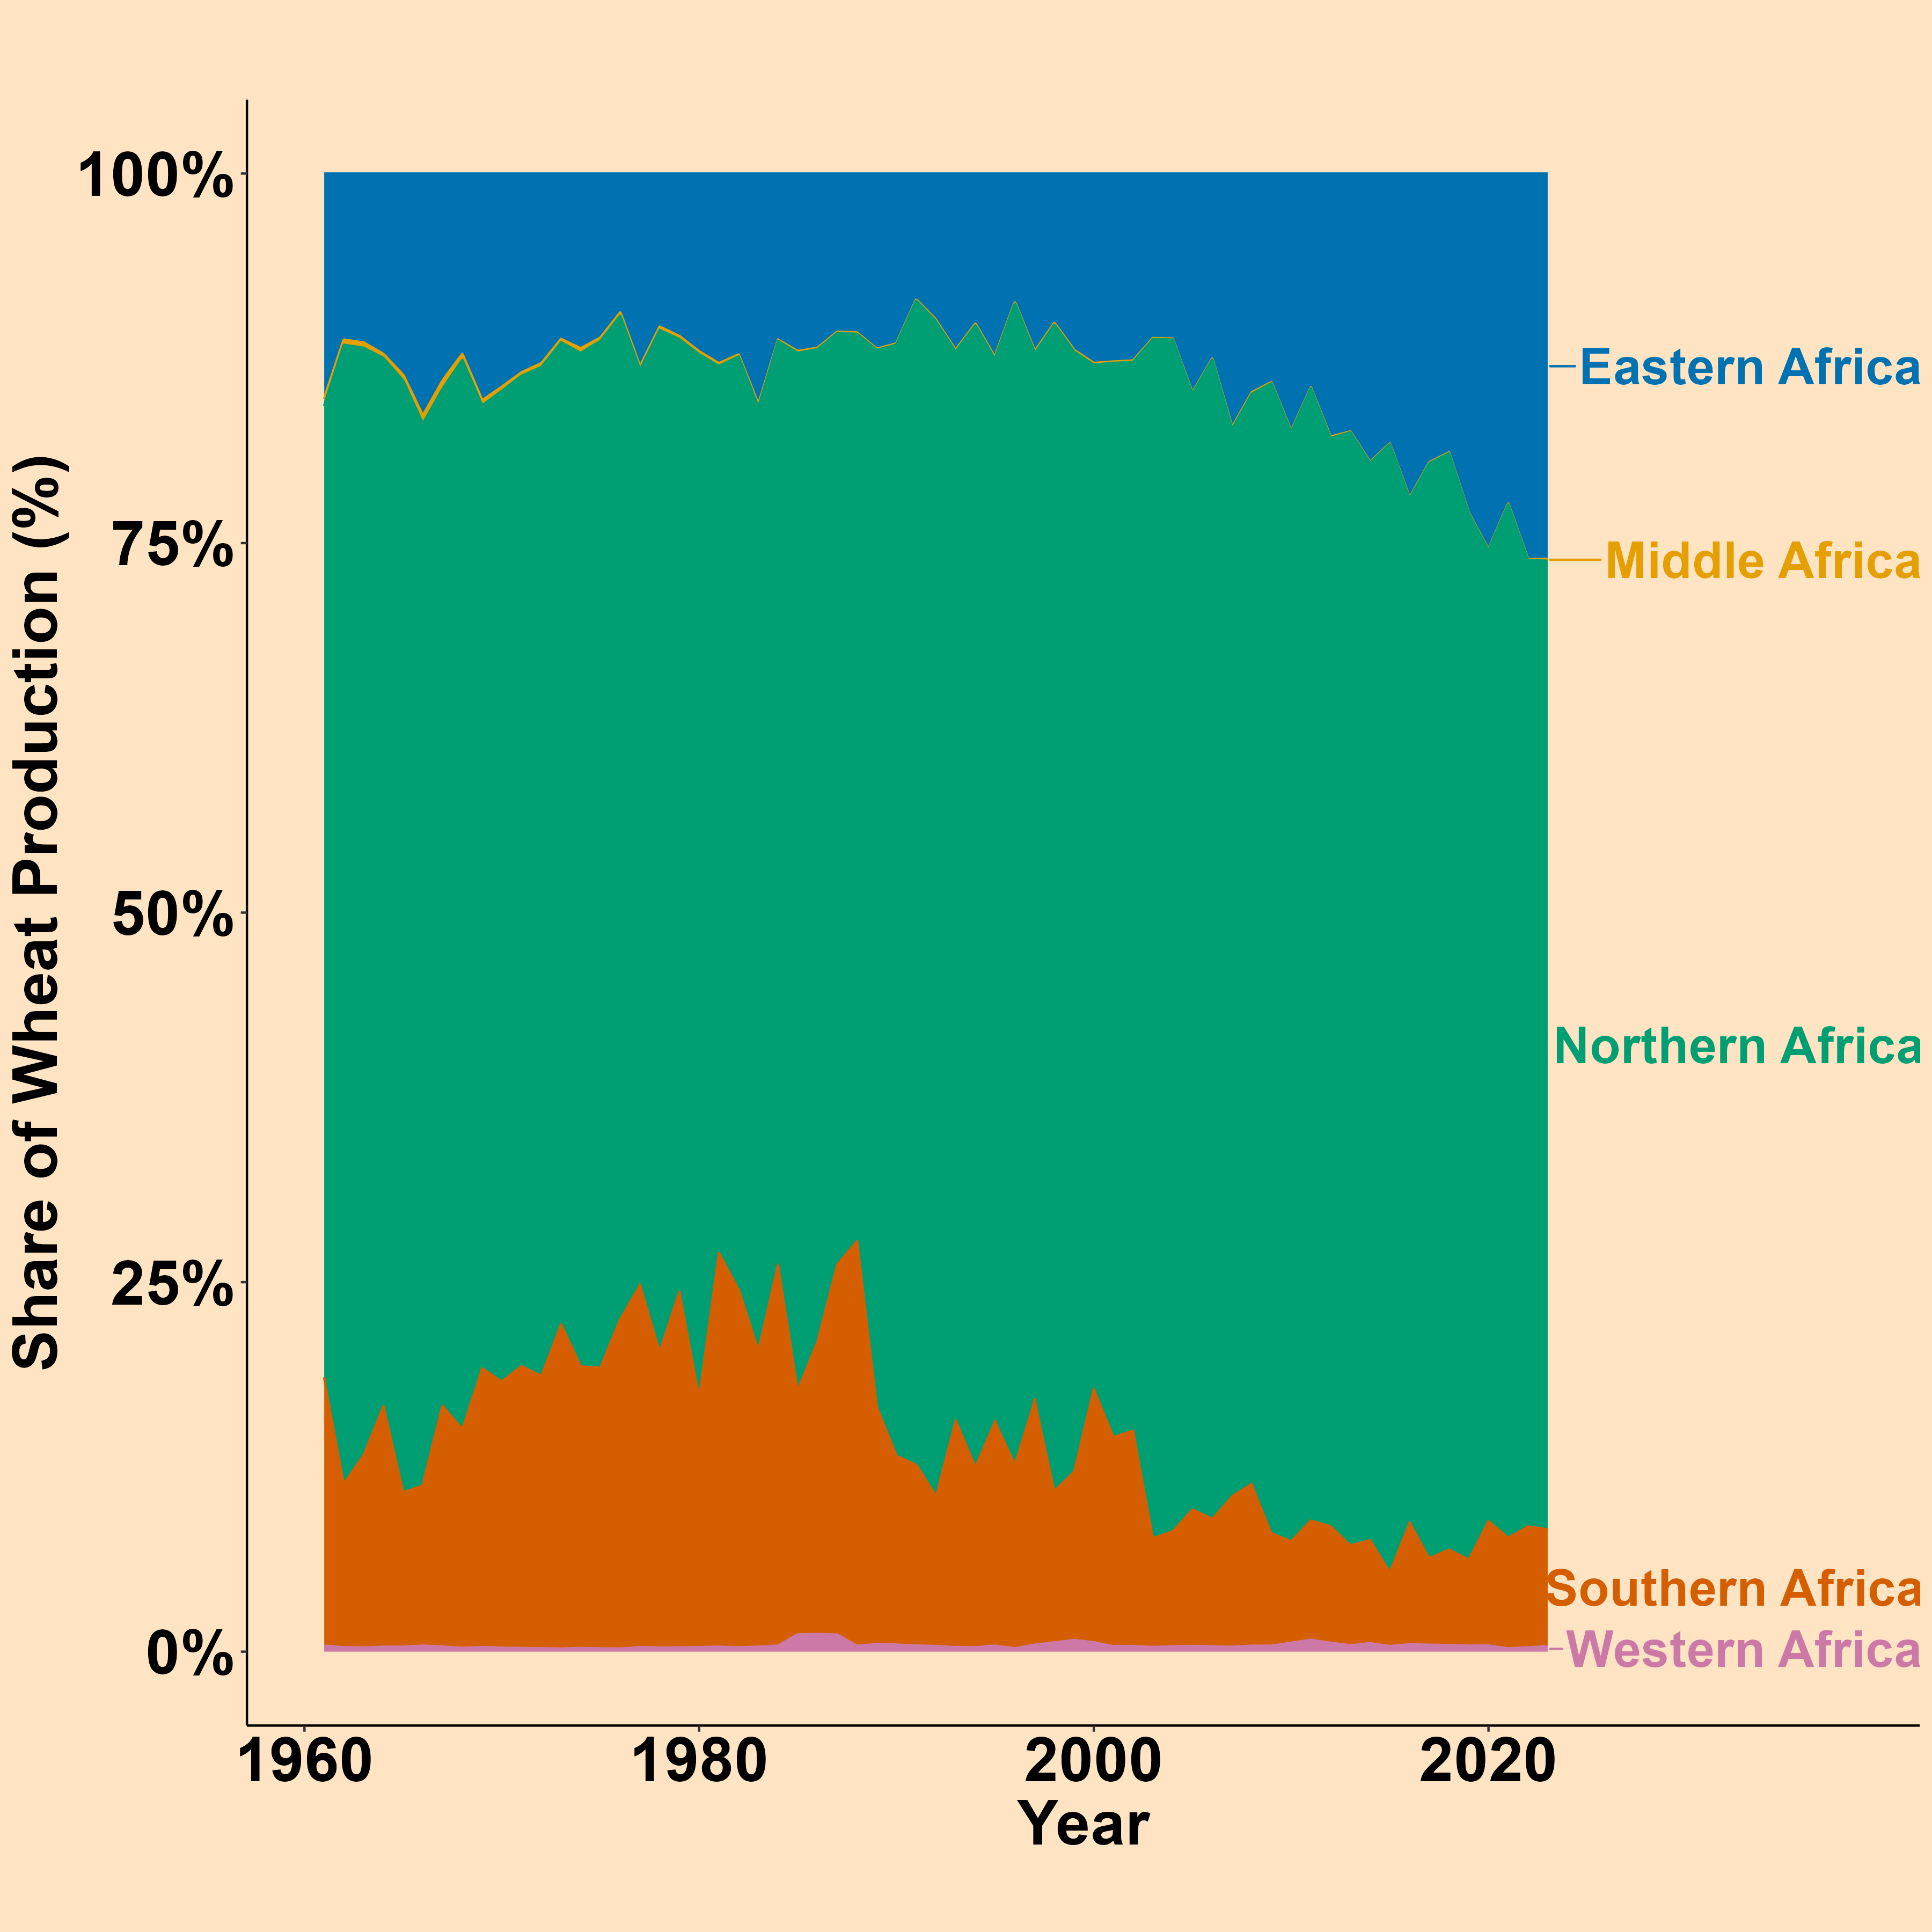 Share of Wheat Production (%)
100%
75%
50%
25%
0%
Eastern Africa
Middle Africa
Northern Africa
Southern Africa
Western Africa
1960
1980
2000
2020
Year